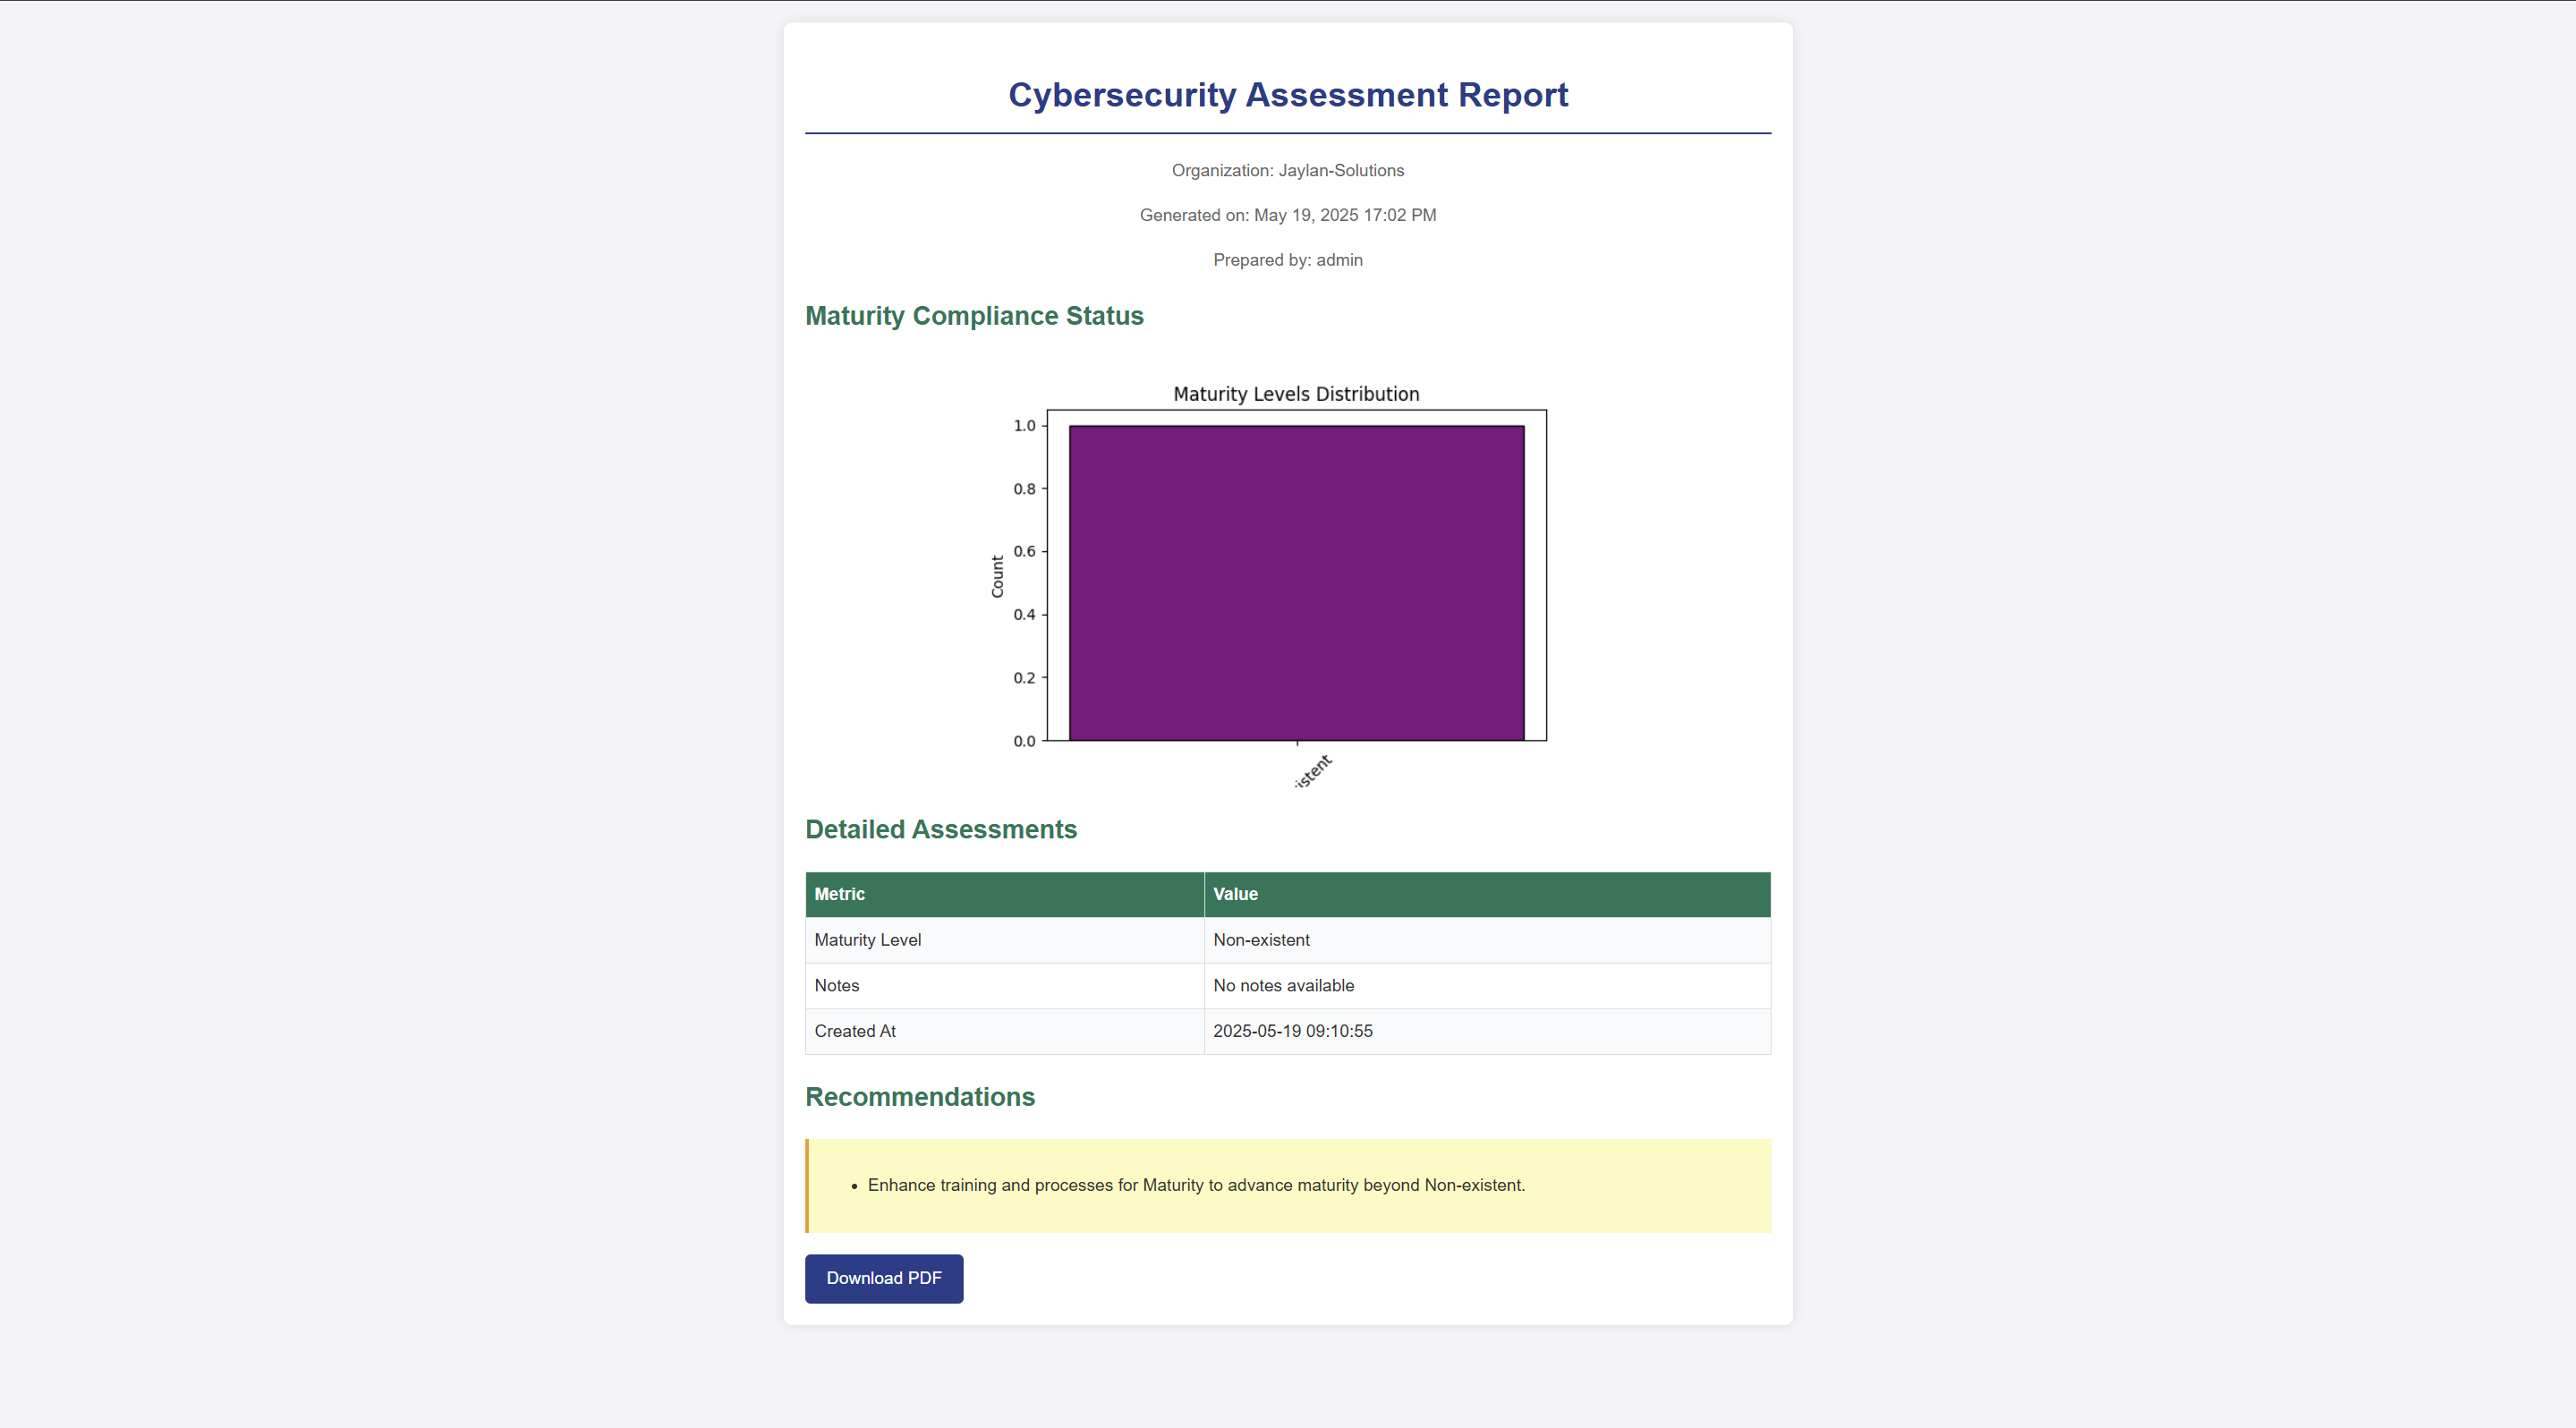 Cybersecurity Assessment Report
Organization: Jaylan-Solutions
Generated on: May 19, 2025 17:02 PM
Prepared by: admin
Maturity Compliance Status
Maturity Levels Distribution
1.0
0.8
0.6
0.4
0.2
0.0
Count
istent
Detailed Assessments
Metric Value
Maturity Level Non-existent
Notes No notes available
Created At 2025-05-19 09:10:55
Recommendations
• Enhance training and processes for Maturity to advance maturity beyond Non-existent.
Download PDF